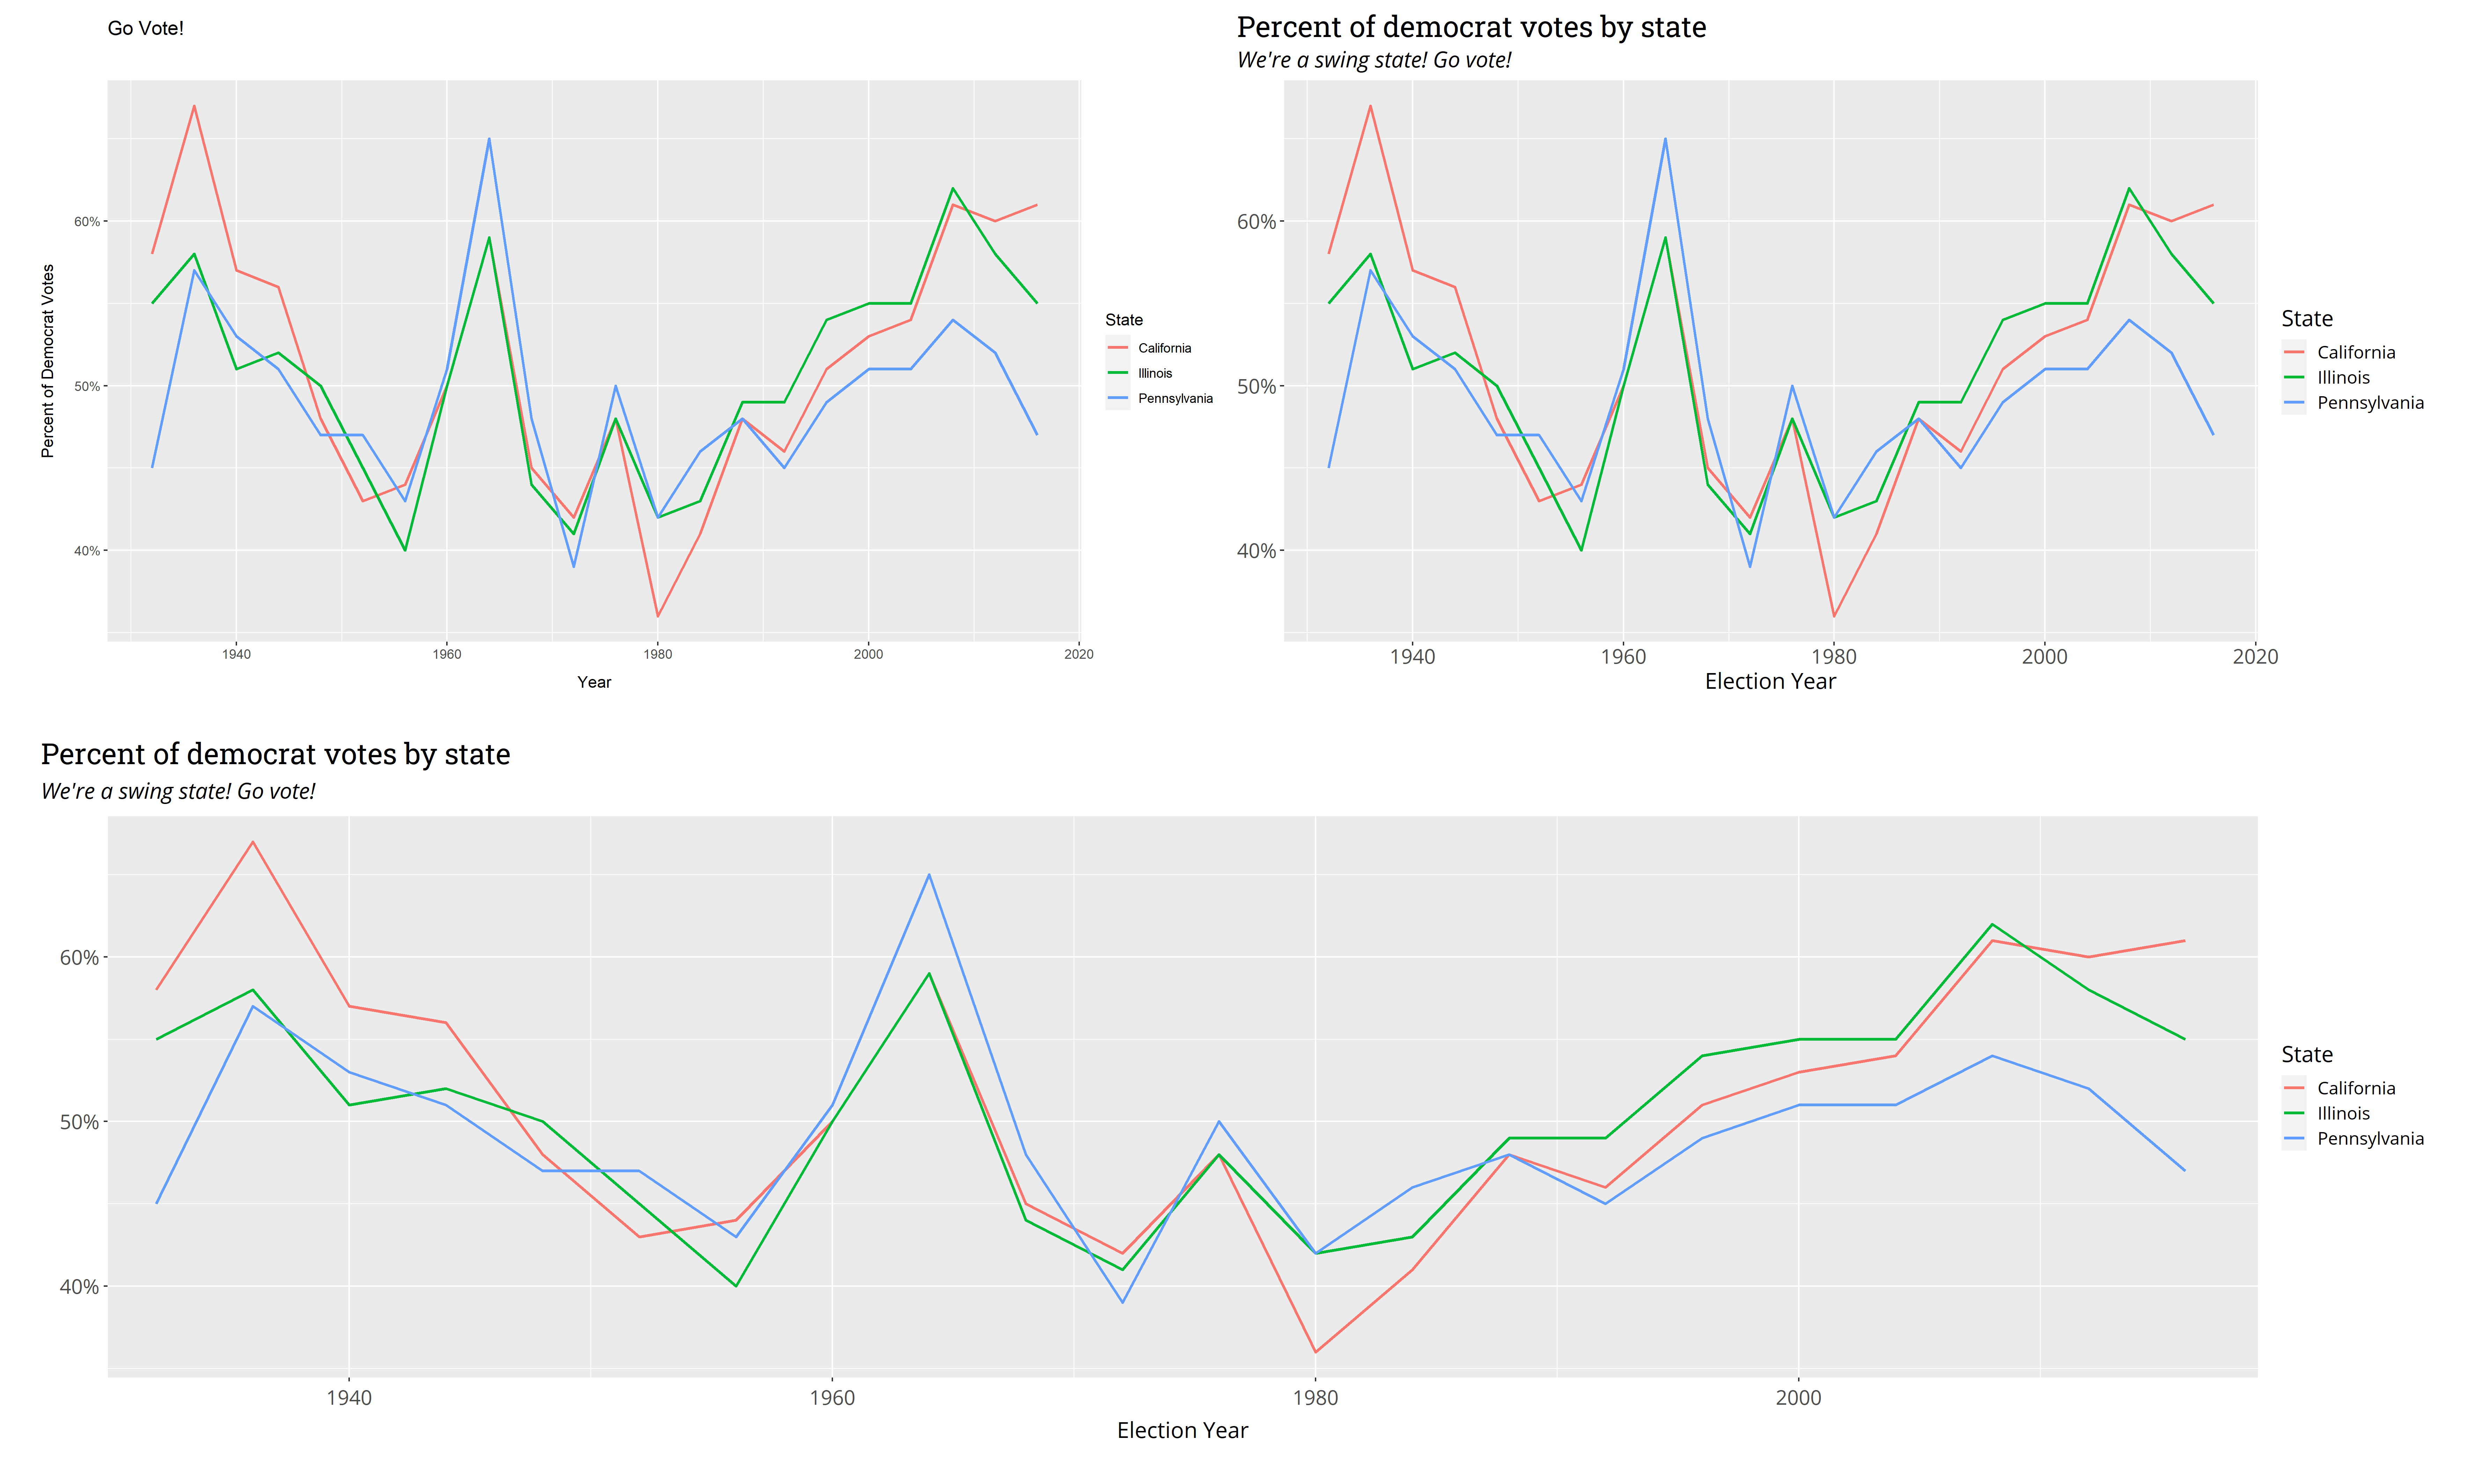 Go Vote!
Percent of Democrat Votes
60%
50%
40%
1940 1960 1980 2000 2020
Year
State
California
Illinois
Pennsylvania
Percent of democrat votes by state
We're a swing state! Go vote!
60%
50%
40%
1940 1960 1980 2000 2020
Election Year
State
California
Illinois
Pennsylvania
Percent of democrat votes by state
We're a swing state! Go vote!
60%
50%
40%
1940 1960 1980 2000
Election Year
State
California
Illinois
Pennsylvania